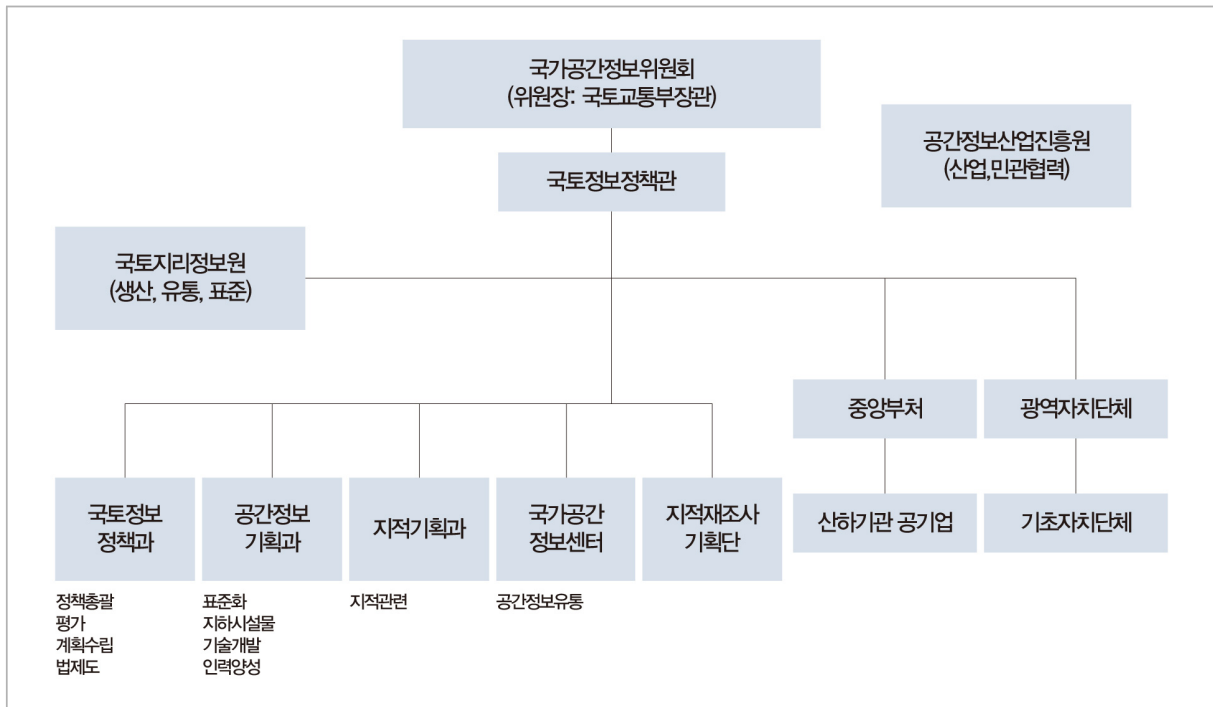 국가공간정보위원회
(위원장: 국토교통부장관)
공간정보산업진흥원
(산업,민관협력)
국토정보정책관
국토지리정보원
(생산, 유통, 표준)
중앙부처
광역자치단체
국토정보
정책과
공간정보
기획과
지적기획과
국가공간
정보센터
지적재조사
기획단
산하기관 공기업
기초자치단체
정책총괄
평가
계획수립
법제도
표준화
지하시설물
기술개발
인력양성
지적관련
공간정보유통